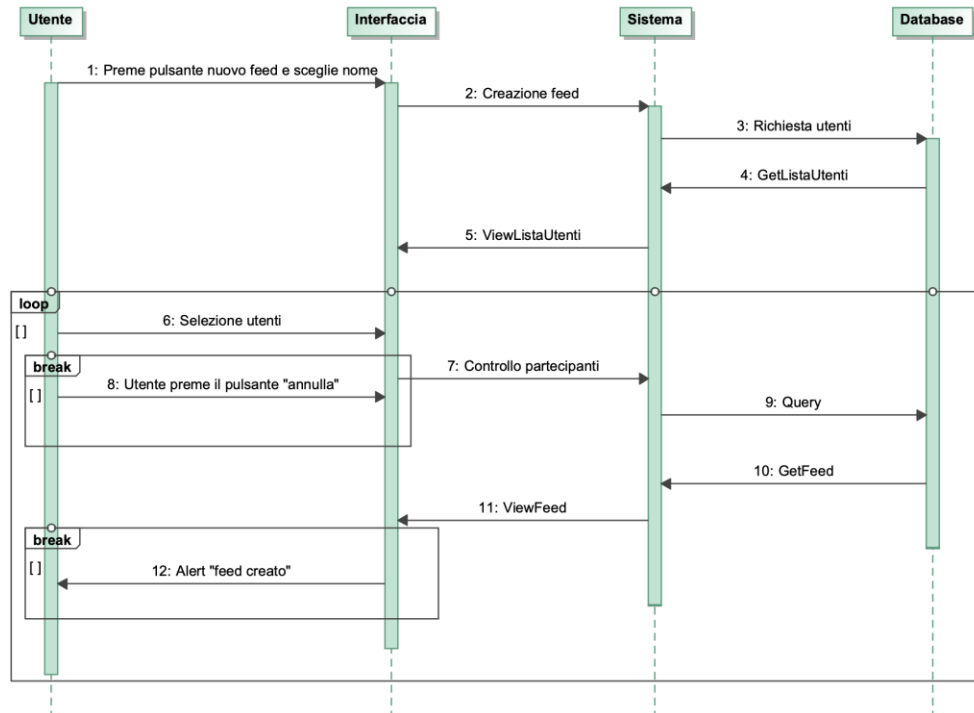 Utente
Interfaccia
Sistema
Database
1: Preme pulsante nuovo feed e sceglie nome
2: Creazione feed
3: Richiesta utenti
4: GetListaUtenti
5: ViewListaUtenti
loop
[ ]
6: Selezione utenti
break
7: Controllo partecipanti
[ ]
8: Utente preme il pulsante "annulla"
9: Query
10: GetFeed
11: ViewFeed
break
[ ]
12: Alert "feed creato"